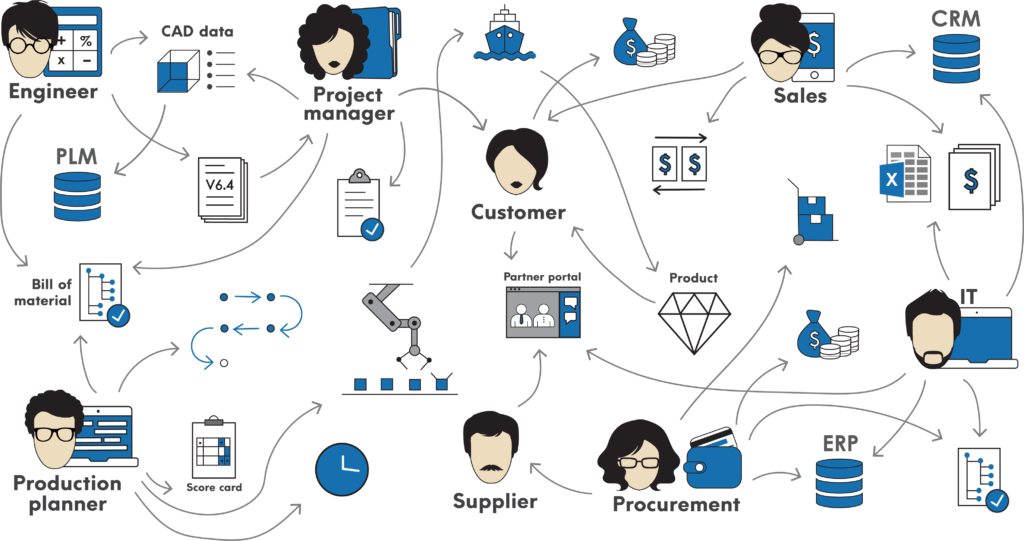 CAD data
CRM
+ %
x −
$
$
Engineer
Project
manager
Sales
PLM
V6.4
$ $
X
$
Customer
Bill of
material
Partner portal
Product
IT
$
Score card
ERP
Production
planner
Supplier
Procurement